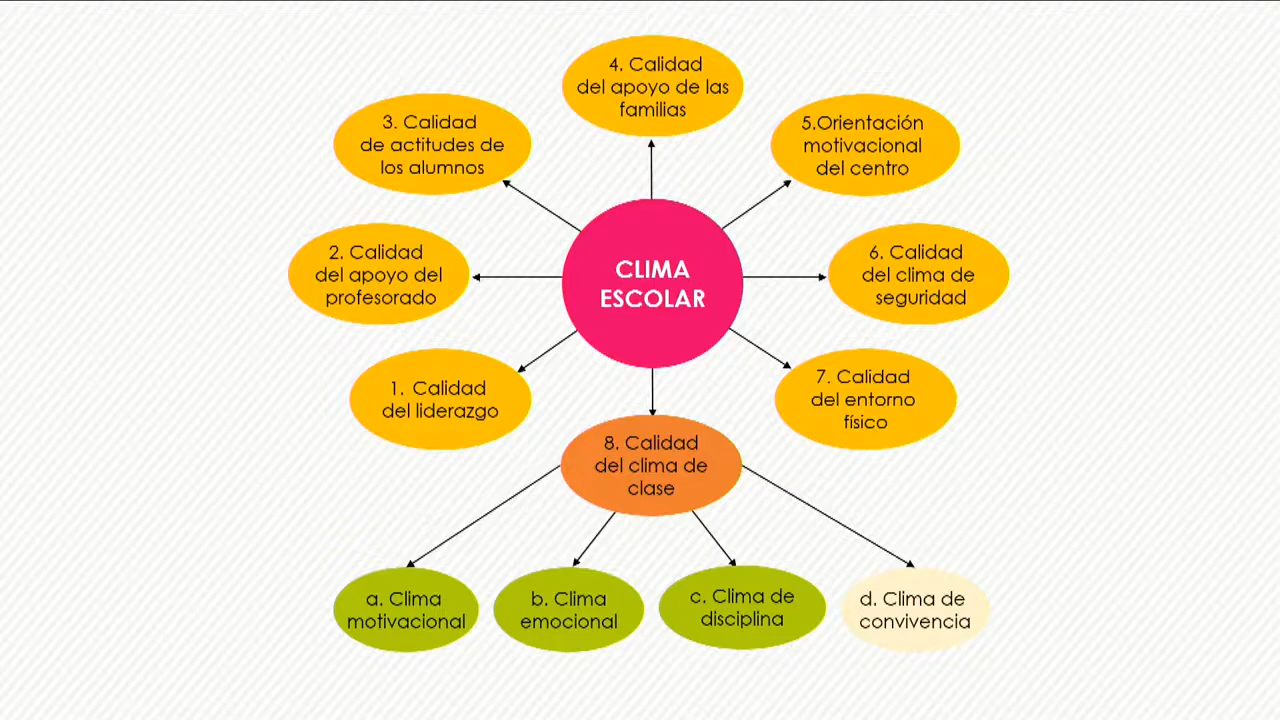 4. Calidad
del apoyo de las
familias
3. Calidad
de actitudes de
los alumnos
5.Orientación
motivacional
del centro
2. Calidad
del apoyo del
profesorado
CLIMA
ESCOLAR
6. Calidad
del clima de
seguridad
1. Calidad
del liderazgo
7. Calidad
del entorno
físico
8. Calidad
del clima de
clase
a. Clima
motivacional
b. Clima
emocional
c. Clima de
disciplina
d. Clima de
convivencia